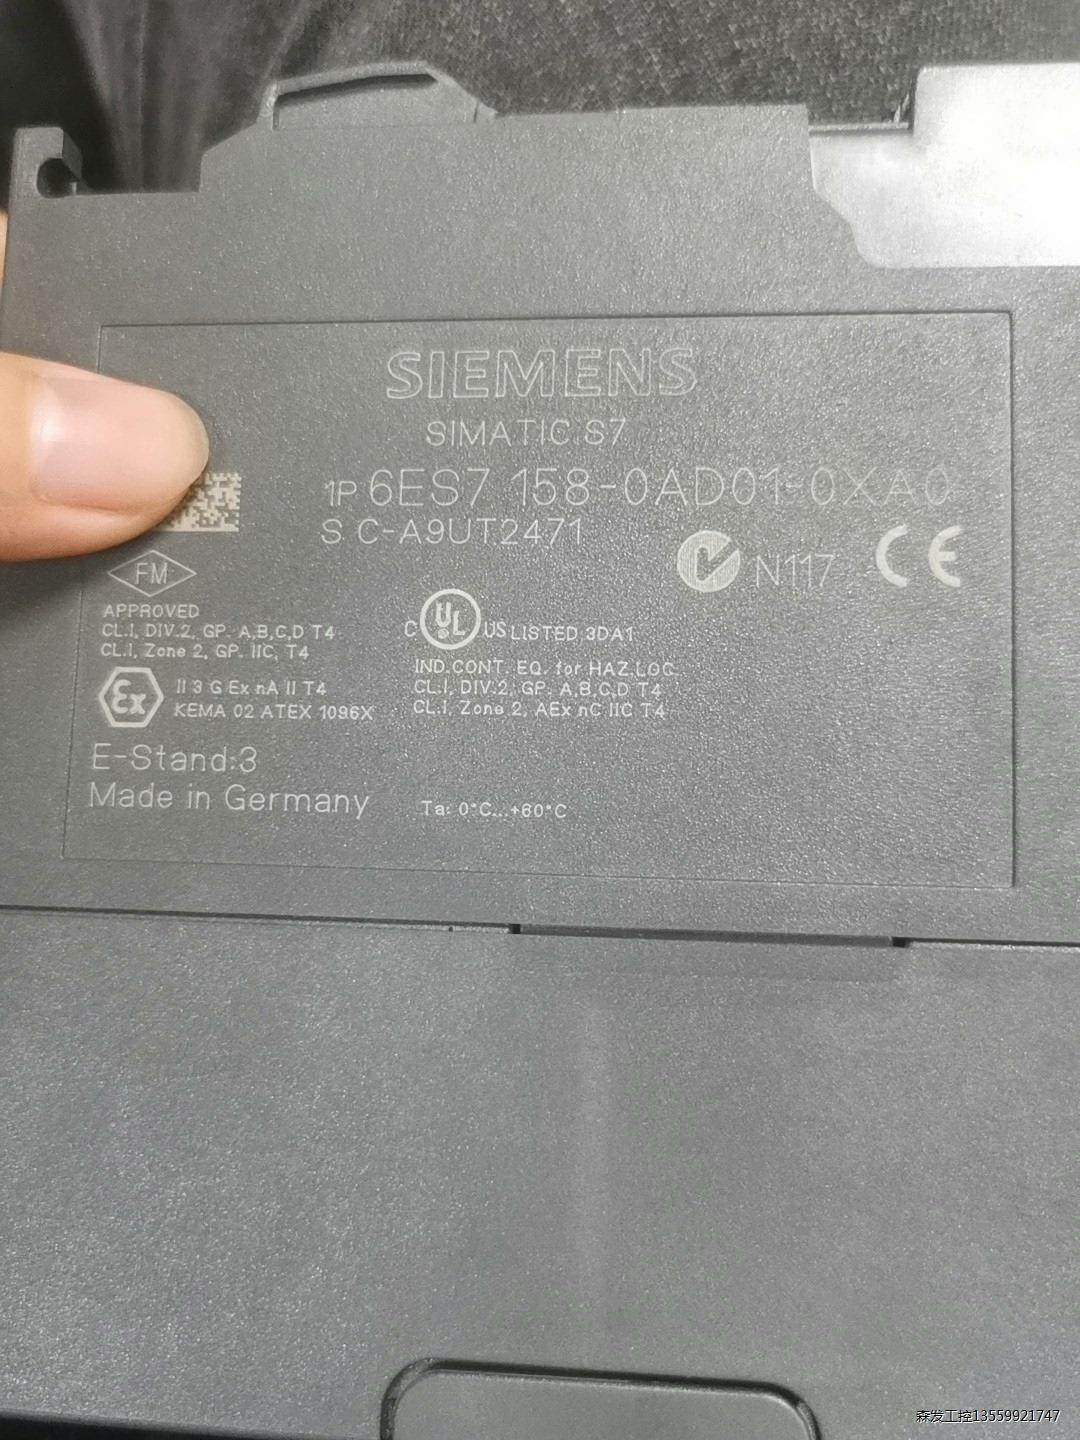 SIEMENS
SIMATIC S7
1P 6ES7 158-0AD01-0XA0
S C-A9UT2471
N117 CE
FM
APPROVED
CL.I, DIV.2, GP. A,B,C,D T4
CL.I, Zone 2, GP. IIC, T4
C UL US LISTED 3DA1
IND.CONT. EQ. for HAZ.LOC.
CL.I, DIV.2, GP. A,B,C,D T4
CL.I, Zone 2, AEx nC IIC T4
Ex II 3 G Ex nA II T4
KEMA 02 ATEX 1096X
E-Stand:3
Made in Germany
Ta: 0°C...+60°C
森发工控13559921747